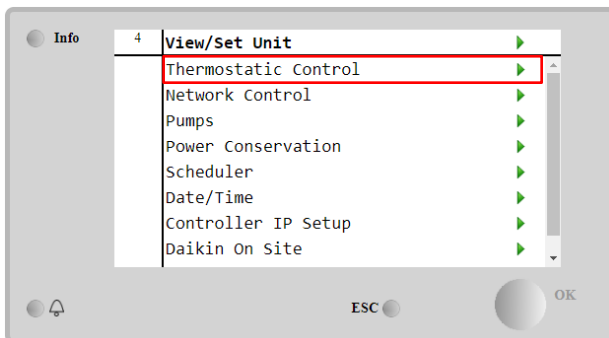 Info
4 View/Set Unit
Thermostatic Control
Network Control
Pumps
Power Conservation
Scheduler
Date/Time
Controller IP Setup
Daikin On Site
ESC
OK